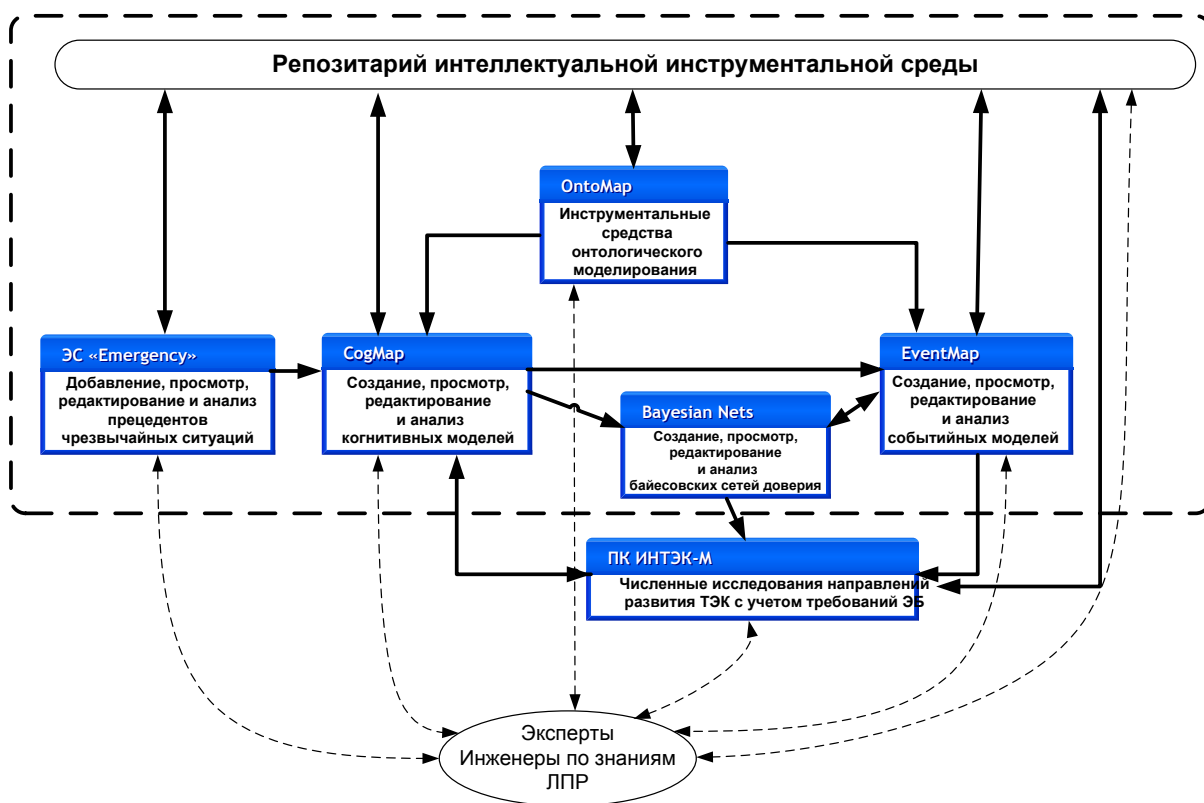 Репозитарий интеллектуальной инструментальной среды
OntoMap
Инструментальные
средства
онтологического
моделирования
ЭС «Emergency»
Добавление, просмотр,
редактирование и анализ
прецедентов
чрезвычайных ситуаций
CogMap
Создание, просмотр,
редактирование
и анализ
когнитивных моделей
Bayesian Nets
Создание, просмотр,
редактирование
и анализ
байесовских сетей доверия
EventMap
Создание, просмотр,
редактирование
и анализ
событийных моделей
ПК ИНТЭК-М
Численные исследования направлений
развития ТЭК с учетом требований ЭБ
Эксперты
Инженеры по знаниям
ЛПР